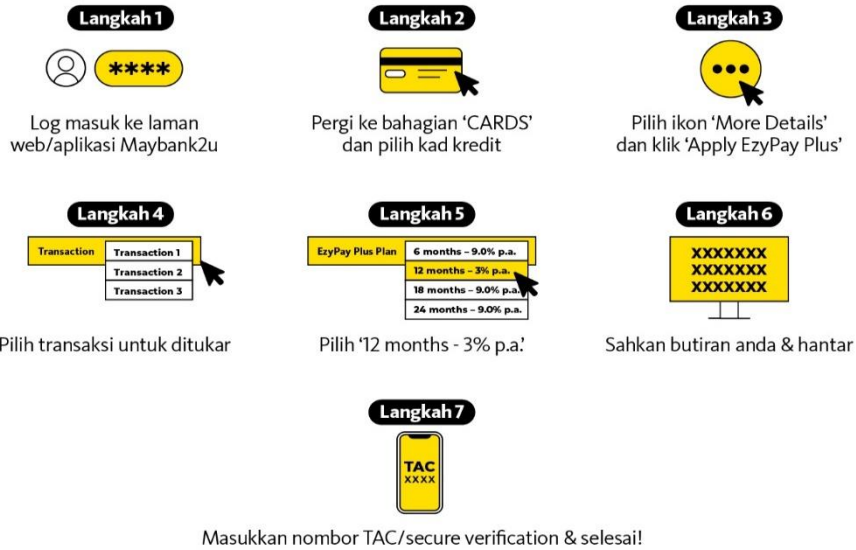 Langkah 1
****
Log masuk ke laman
web/aplikasi Maybank2u
Langkah 2
Pergi ke bahagian ‘CARDS’
dan pilih kad kredit
Langkah 3
Pilih ikon ‘More Details’
dan klik ‘Apply EzyPay Plus’
Langkah 4
Transaction
Transaction 1
Transaction 2
Transaction 3
Pilih transaksi untuk ditukar
Langkah 5
EzyPay Plus Plan
6 months – 9.0% p.a.
12 months – 3% p.a.
18 months – 9.0% p.a.
24 months – 9.0% p.a.
Pilih ‘12 months - 3% p.a.’
Langkah 6
XXXXXXX
XXXXXXX
XXXXXXX
Sahkan butiran anda & hantar
Langkah 7
TAC
XXXX
Masukkan nombor TAC/secure verification & selesai!